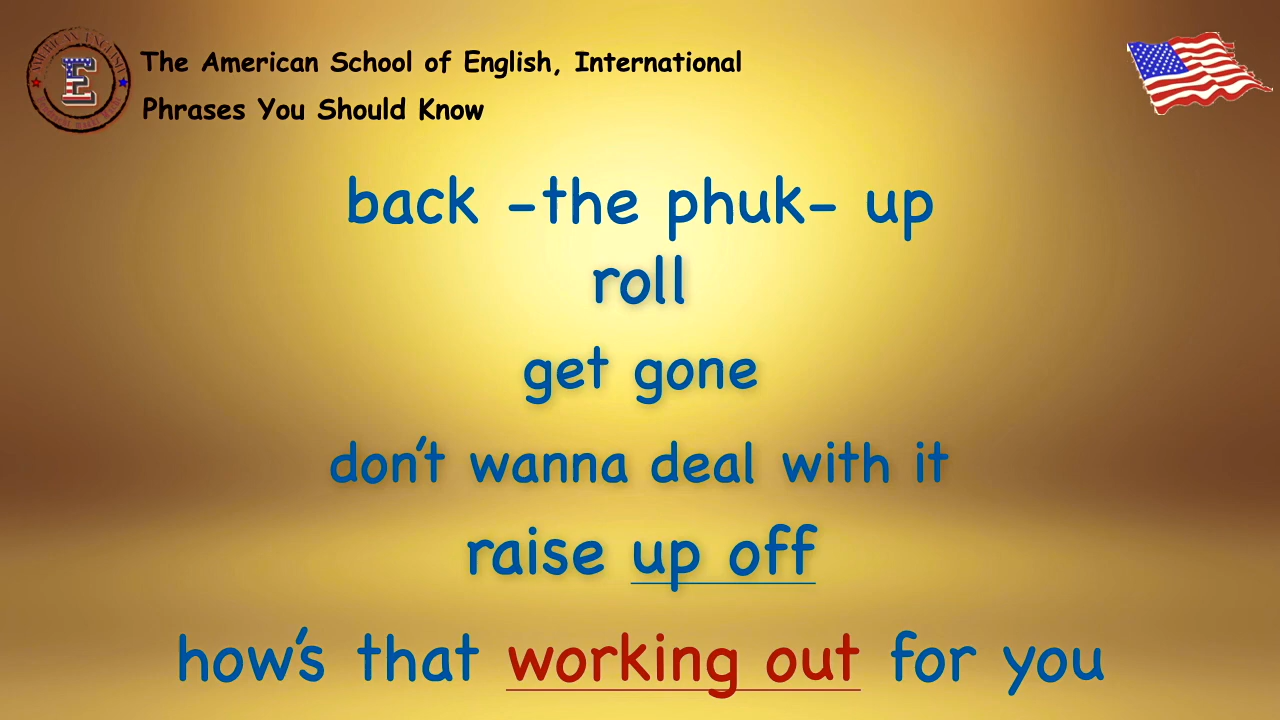 The American School of English, International
Phrases You Should Know
E
back -the phuk- up
roll
get gone
don't wanna deal with it
raise up off
how's that working out for you